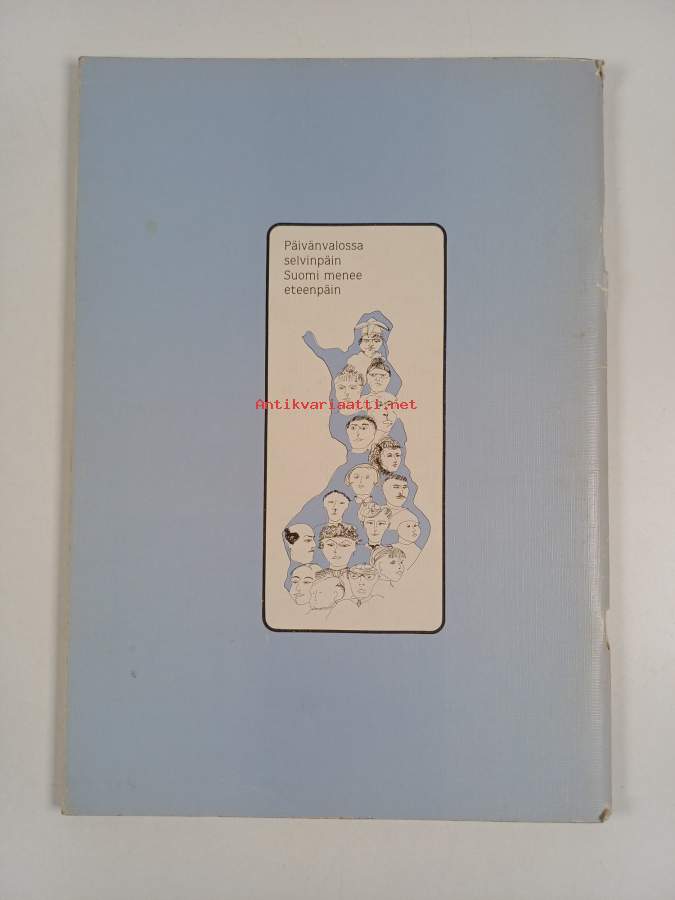 Päivänvalossa
selvinpäin
Suomi menee
eteenpäin
Antikvariaatti.net